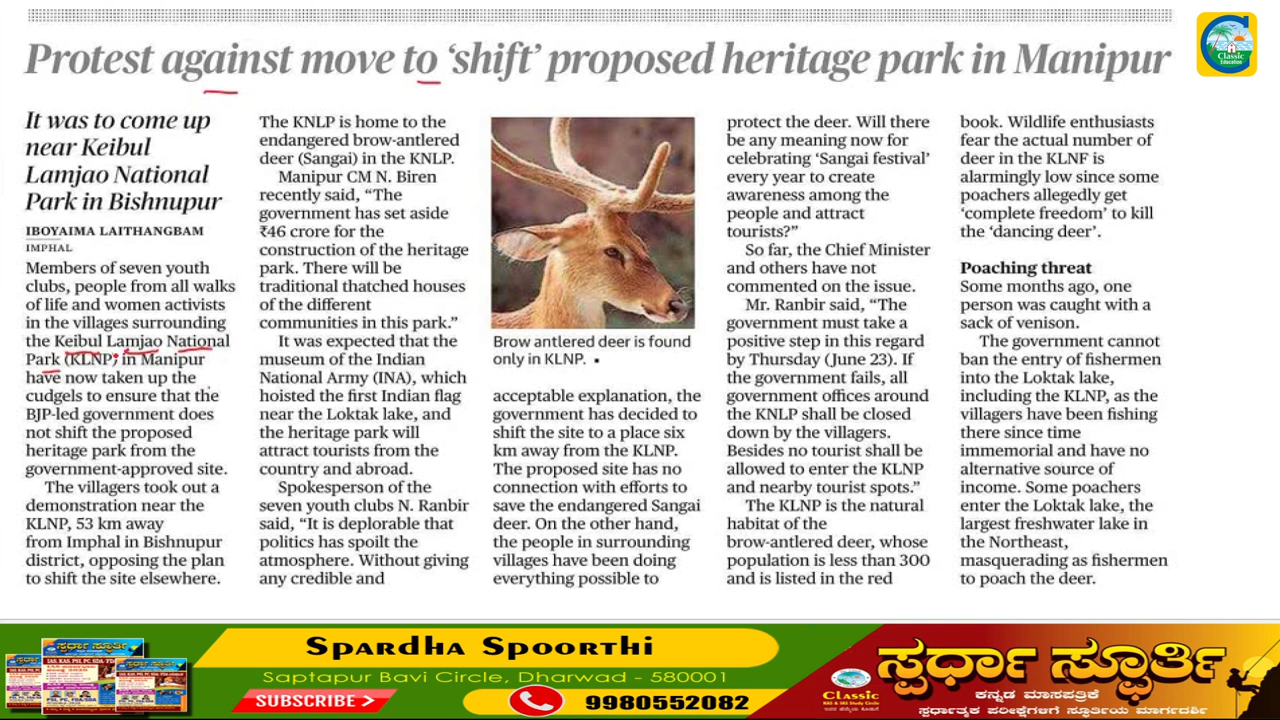 Protest against move to ‘shift’ proposed heritage park in Manipur
Classic
Education
It was to come up
near Keibul
Lamjao National
Park in Bishnupur
IBOYAIMA LAITHANGBAM
IMPHAL
Members of seven youth
clubs, people from all walks
of life and women activists
in the villages surrounding
the Keibul Lamjao National
Park (KLNP) in Manipur
have now taken up the
cudgels to ensure that the
BJP-led government does
not shift the proposed
heritage park from the
government-approved site.
The villagers took out a
demonstration near the
KLNP, 53 km away
from Imphal in Bishnupur
district, opposing the plan
to shift the site elsewhere.
The KNLP is home to the
endangered brow-antlered
deer (Sangai) in the KNLP.
Manipur CM N. Biren
recently said, “The
government has set aside
₹46 crore for the
construction of the heritage
park. There will be
traditional thatched houses
of the different
communities in this park.”
It was expected that the
museum of the Indian
National Army (INA), which
hoisted the first Indian flag
near the Loktak lake, and
the heritage park will
attract tourists from the
country and abroad.
Spokesperson of the
seven youth clubs N. Ranbir
said, “It is deplorable that
politics has spoilt the
atmosphere. Without giving
any credible and
Brow antlered deer is found
only in KLNP.
acceptable explanation, the
government has decided to
shift the site to a place six
km away from the KLNP.
The proposed site has no
connection with efforts to
save the endangered Sangai
deer. On the other hand,
the people in surrounding
villages have been doing
everything possible to
protect the deer. Will there
be any meaning now for
celebrating ‘Sangai festival’
every year to create
awareness among the
people and attract
tourists?”
So far, the Chief Minister
and others have not
commented on the issue.
Mr. Ranbir said, “The
government must take a
positive step in this regard
by Thursday (June 23). If
the government fails, all
government offices around
the KNLP shall be closed
down by the villagers.
Besides no tourist shall be
allowed to enter the KLNP
and nearby tourist spots.”
The KLNP is the natural
habitat of the
brow-antlered deer, whose
population is less than 300
and is listed in the red
book. Wildlife enthusiasts
fear the actual number of
deer in the KLNF is
alarmingly low since some
poachers allegedly get
‘complete freedom’ to kill
the ‘dancing deer’.
Poaching threat
Some months ago, one
person was caught with a
sack of venison.
The government cannot
ban the entry of fishermen
into the Loktak lake,
including the KLNP, as the
villagers have been fishing
there since time
immemorial and have no
alternative source of
income. Some poachers
enter the Loktak lake, the
largest freshwater lake in
the Northeast,
masquerading as fishermen
to poach the deer.
Spardha Spoorthi
Saptapur Bavi Circle, Dharwad - 580001
SUBSCRIBE
9980552082
ಸ್ಪರ್ಧಾ ಸ್ಫೂರ್ತಿ
ಕನ್ನಡ ಮಾಸಪತ್ರಿಕೆ
ಸ್ಪರ್ಧಾತ್ಮಕ ಪರೀಕ್ಷೆಗಳಿಗೆ ಸ್ಫೂರ್ತಿಯ ಮಾರ್ಗದರ್ಶಿ
Classic